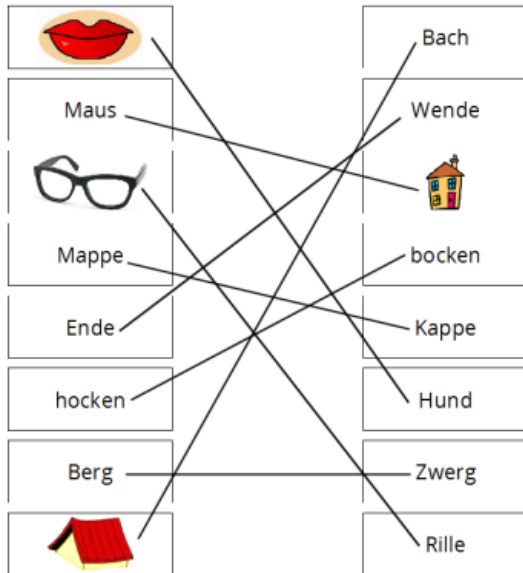 Bach
Maus
Wende
Mappe
bocken
Ende
Kappe
hocken
Hund
Berg
Zwerg
Rille